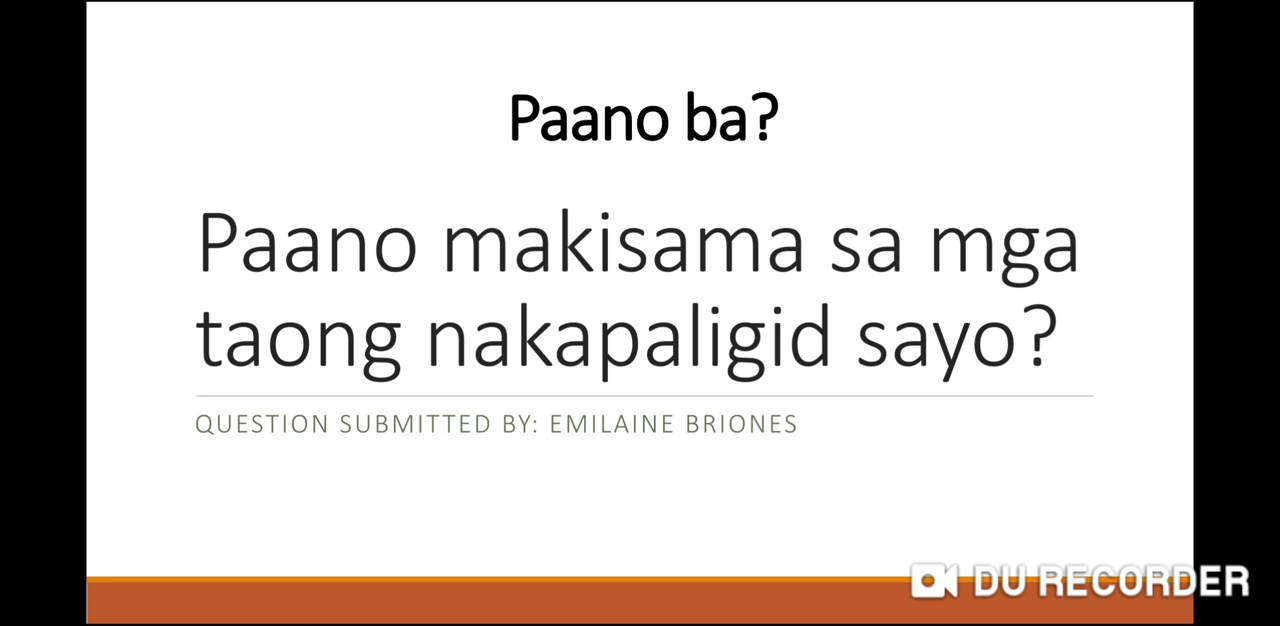 Paano ba?
Paano makisama sa mga
taong nakapaligid sayo?
QUESTION SUBMITTED BY: EMILAINE BRIONES
DU RECORDER